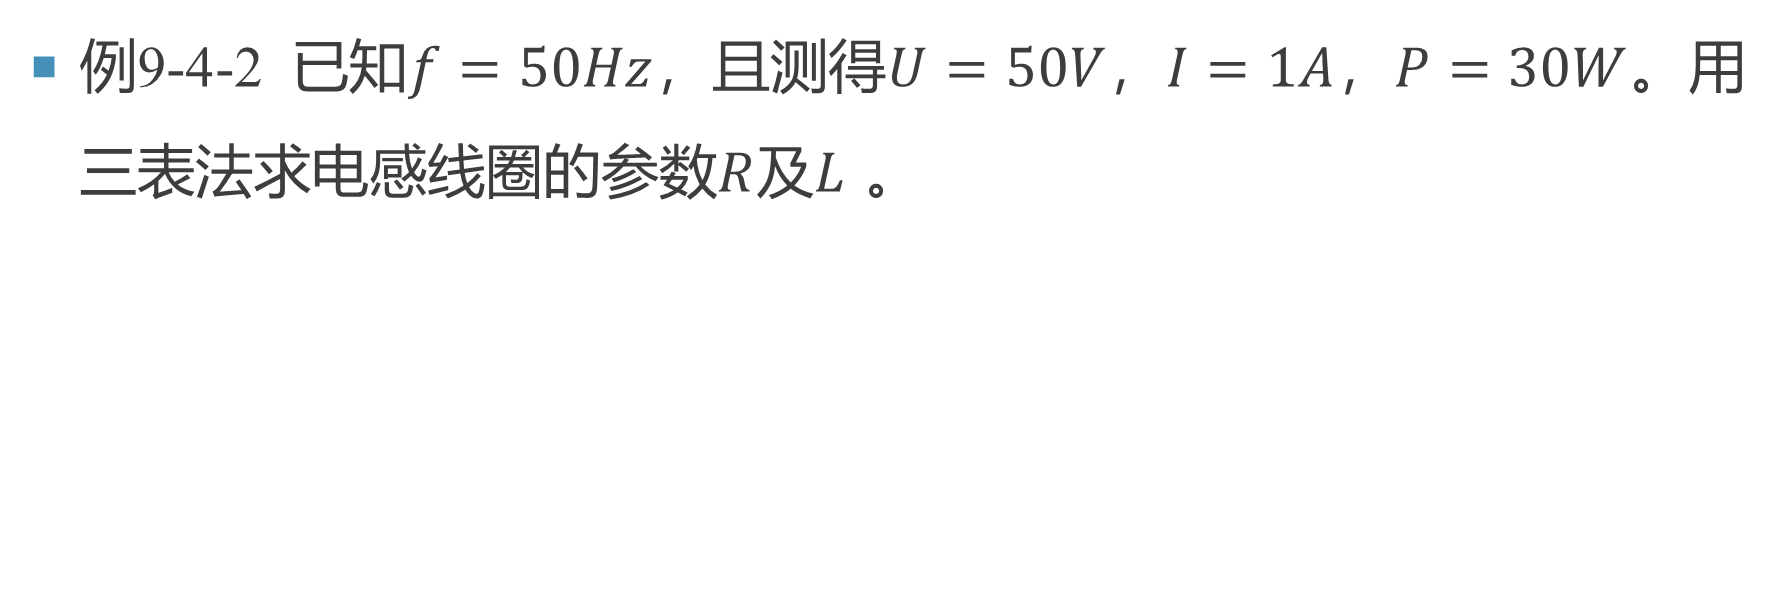 ▪ 例9-4-2 已知f = 50Hz，且测得U = 50V，I = 1A，P = 30W。用
三表法求电感线圈的参数R及L 。